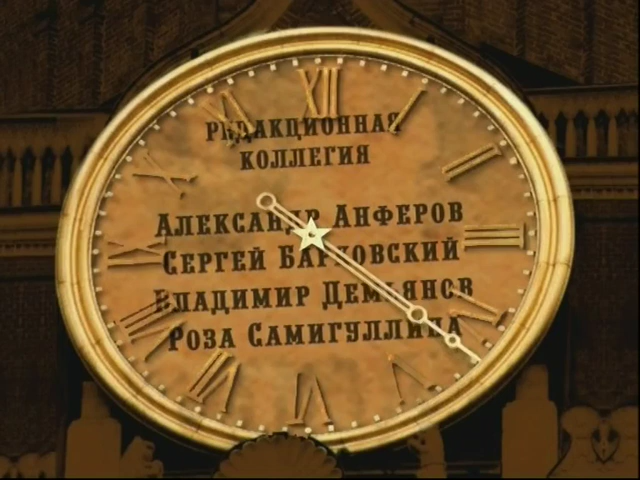 РЕДАКЦИОННАЯ
КОЛЛЕГИЯ
АЛЕКСАНДР АНФЕРОВ
СЕРГЕЙ БАРКОВСКИЙ
ВЛАДИМИР ДЕМЬЯНОВ
РОЗА САМИГУЛЛИНА